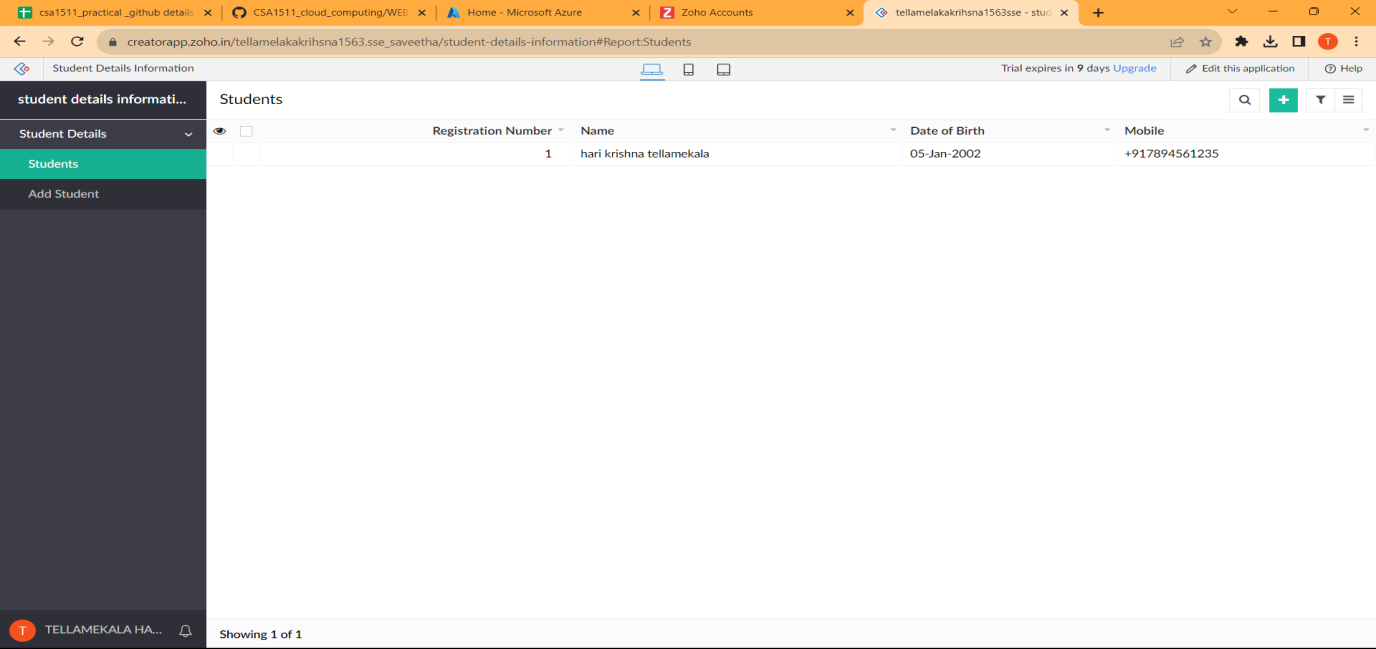 csa1511_practical _github details
CSA1511_cloud_computing/WEB
Home - Microsoft Azure
Zoho Accounts
tellamelakakrihsna1563sse - stud
creatorapp.zoho.in/tellamelakakrihsna1563.sse_saveetha/student-details-information#Report:Students
T
Student Details Information
Trial expires in 9 days Upgrade
Edit this application
Help
student details informati...
Students
Student Details
Students
Add Student
Registration Number Name Date of Birth Mobile
1 hari krishna tellamekala 05-Jan-2002 +917894561235
T TELLAMEKALA HA...
Showing 1 of 1